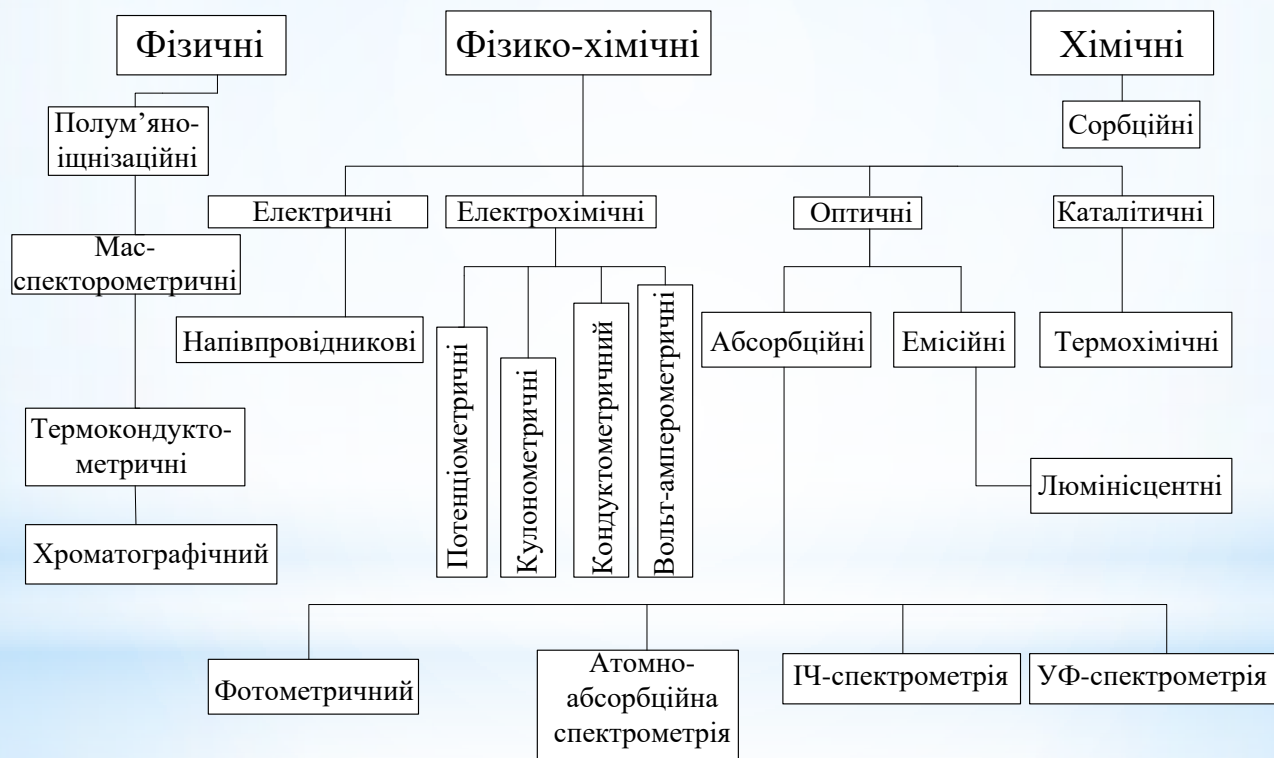 Фізичні
Фізико-хімічні
Хімічні
Полум’яно-
іщнізаційні
Сорбційні
Електричні
Електрохімічні
Оптичні
Каталітичні
Мас-
спекторометричні
Напівпровідникові
Потенціометричні
Кулонометричні
Кондуктометричний
Вольт-амперометричні
Абсорбційні
Емісійні
Термохімічні
Термокондукто-
метричні
Люмінісцентні
Хроматографічний
Фотометричний
Атомно-
абсорбційна
спектрометрія
ІЧ-спектрометрія
УФ-спектрометрія